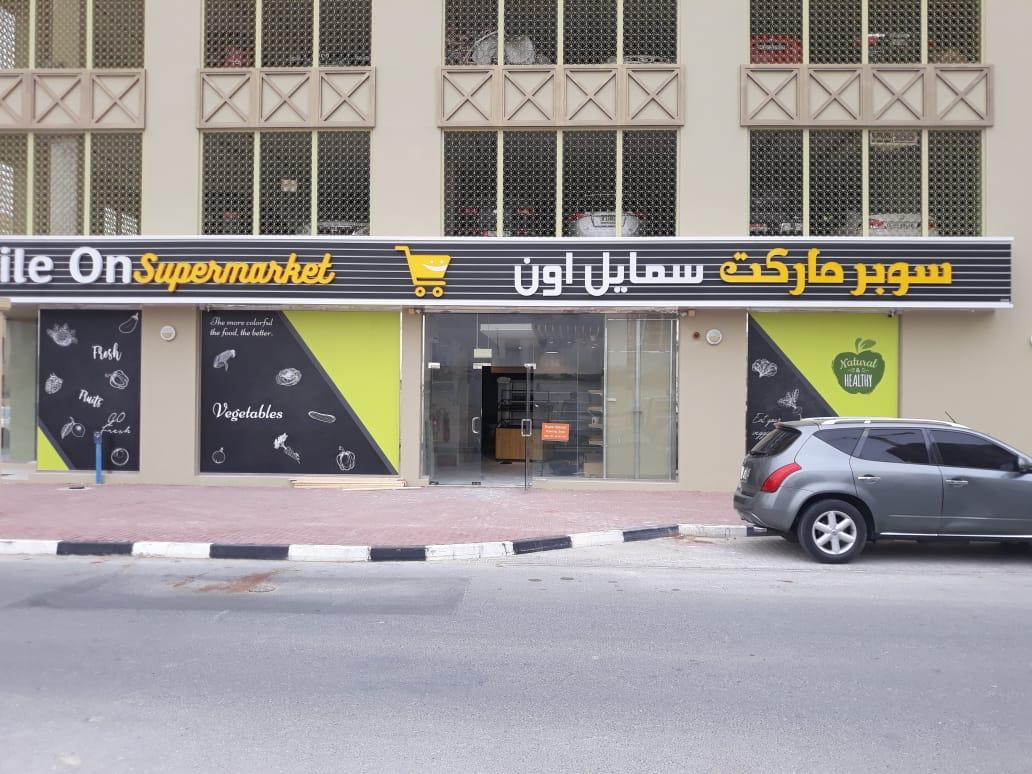 ile On Supermarket
سوبر ماركت سمايل اون
Fresh
Fruits
GO
fresh
The more colorful
the food, the better.
Vegetables
Natural
&
HEALTHY